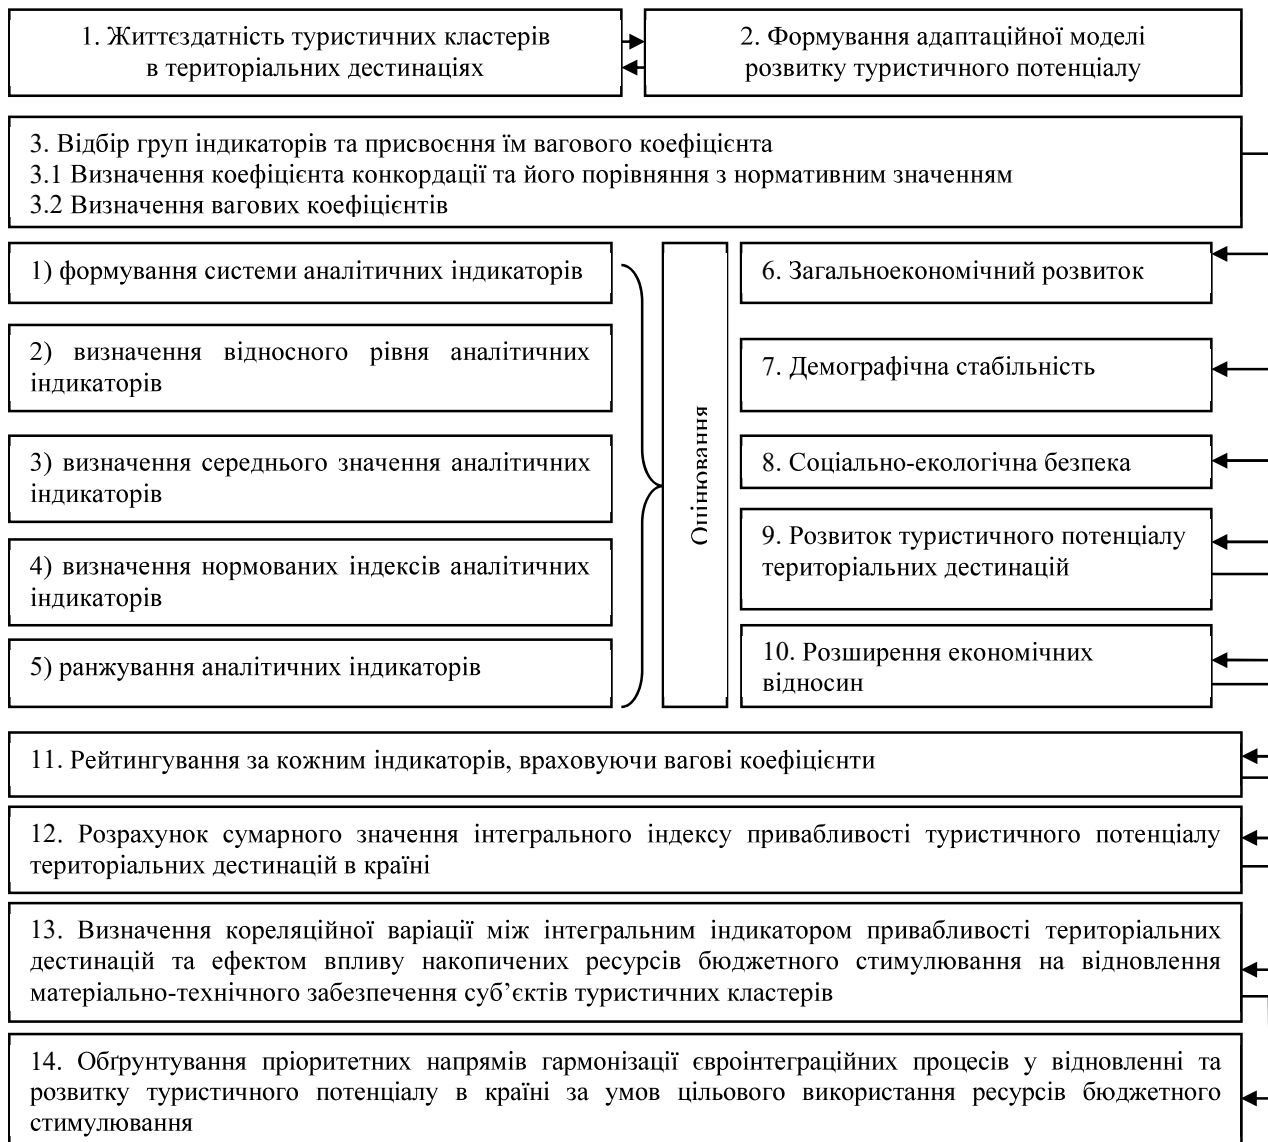 1. Життєздатність туристичних кластерів
в територіальних дестинаціях
2. Формування адаптаційної моделі
розвитку туристичного потенціалу
3. Відбір груп індикаторів та присвоєння їм вагового коефіцієнта
3.1 Визначення коефіцієнта конкордації та його порівняння з нормативним значенням
3.2 Визначення вагових коефіцієнтів
1) формування системи аналітичних індикаторів
2) визначення відносного рівня аналітичних
індикаторів
3) визначення середнього значення аналітичних
індикаторів
4) визначення нормованих індексів аналітичних
індикаторів
5) ранжування аналітичних індикаторів
Оцінювання
6. Загальноекономічний розвиток
7. Демографічна стабільність
8. Соціально-екологічна безпека
9. Розвиток туристичного потенціалу
територіальних дестинацій
10. Розширення економічних
відносин
11. Рейтингування за кожним індикаторів, враховуючи вагові коефіцієнти
12. Розрахунок сумарного значення інтегрального індексу привабливості туристичного потенціалу
територіальних дестинацій в країні
13. Визначення кореляційної варіації між інтегральним індикатором привабливості територіальних
дестинацій та ефектом впливу накопичених ресурсів бюджетного стимулювання на відновлення
матеріально-технічного забезпечення суб’єктів туристичних кластерів
14. Обґрунтування пріоритетних напрямів гармонізації євроінтеграційних процесів у відновленні та
розвитку туристичного потенціалу в країні за умов цільового використання ресурсів бюджетного
стимулювання